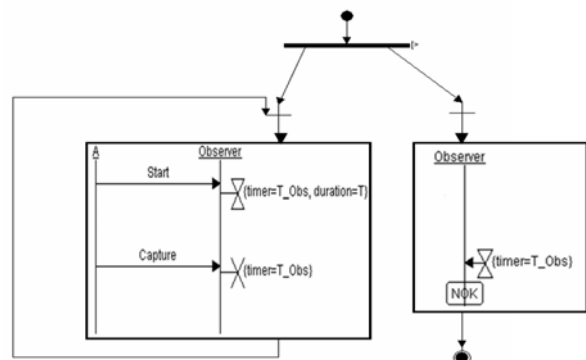 A
Observer
Start
{timer=T_Obs, duration=T}
Capture
{timer=T_Obs}
Observer
{timer=T_Obs}
NOK